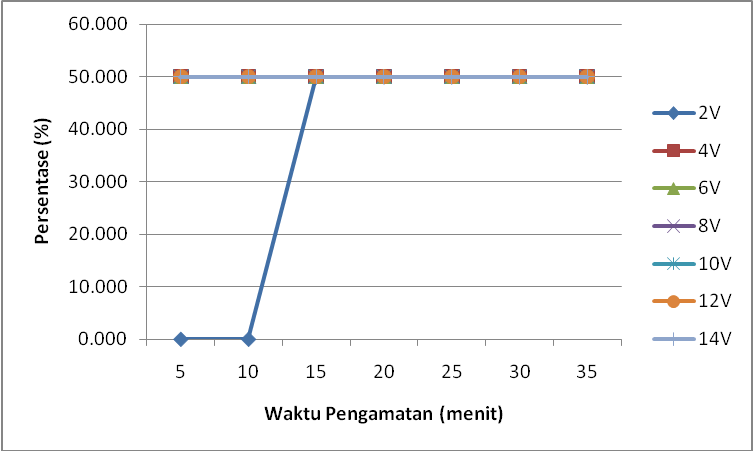 60.000
50.000
40.000
30.000
20.000
10.000
0.000
Persentase (%)
5 10 15 20 25 30 35
Waktu Pengamatan (menit)
2V
4V
6V
8V
10V
12V
14V